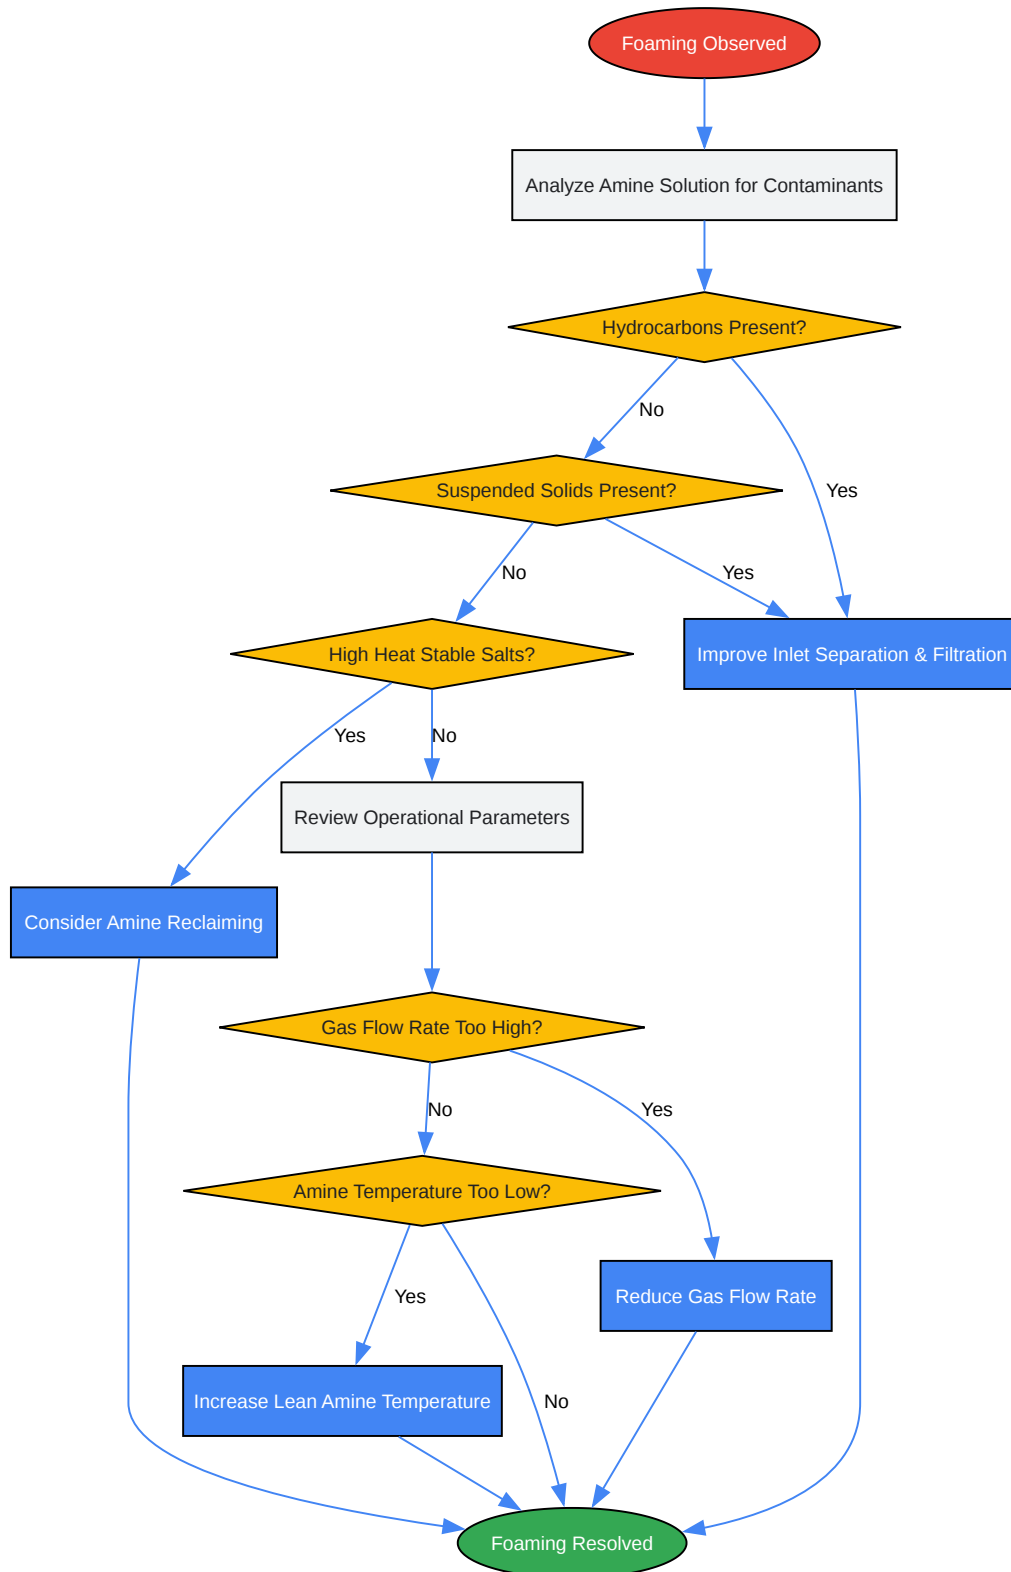 Foaming Observed
Analyze Amine Solution for Contaminants
Hydrocarbons Present?
No
Yes
Suspended Solids Present?
No
Yes
High Heat Stable Salts?
Improve Inlet Separation & Filtration
Yes
No
Review Operational Parameters
Consider Amine Reclaiming
Gas Flow Rate Too High?
No
Yes
Amine Temperature Too Low?
Yes
Reduce Gas Flow Rate
Increase Lean Amine Temperature
No
Foaming Resolved